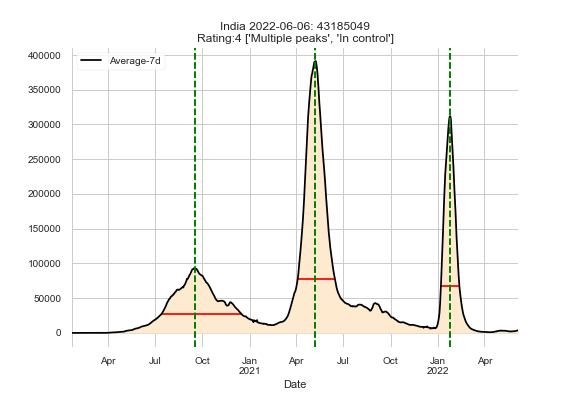 India 2022-06-06: 43185049
Rating:4 ['Multiple peaks', 'In control']
Average-7d
400000
350000
300000
250000
200000
150000
100000
50000
0
Apr Jul Oct Jan Apr Jul Oct Jan Apr
2021 2022
Date